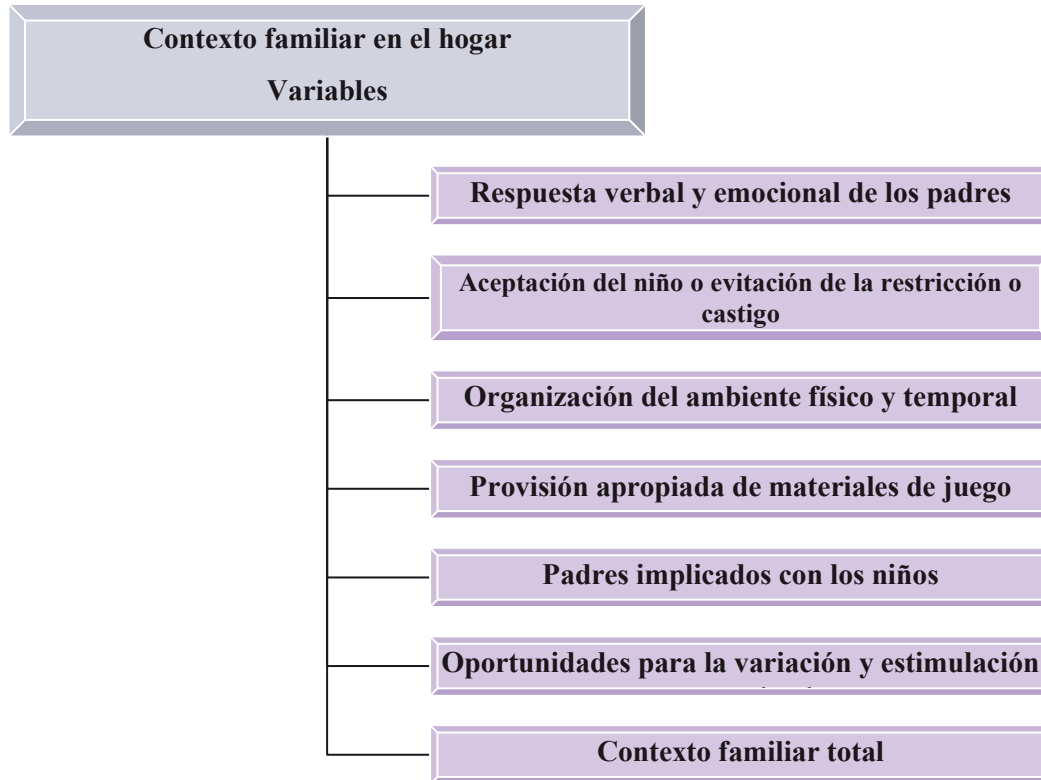 Contexto familiar en el hogar
Variables
Respuesta verbal y emocional de los padres
Aceptación del niño o evitación de la restricción o
castigo
Organización del ambiente físico y temporal
Provisión apropiada de materiales de juego
Padres implicados con los niños
Oportunidades para la variación y estimulación
Contexto familiar total